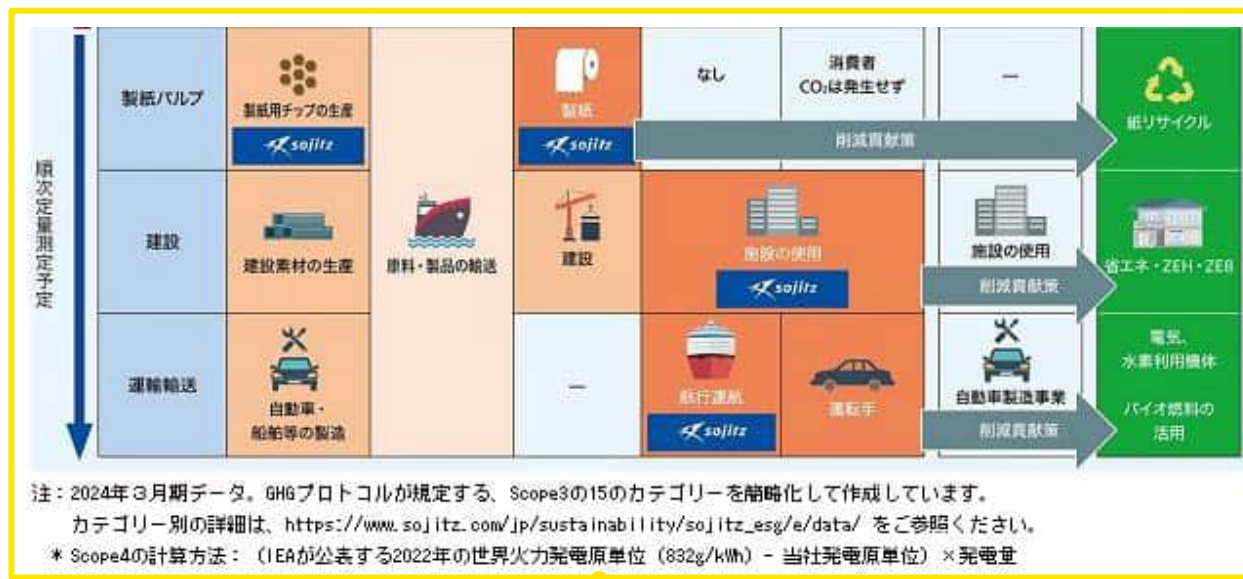 順次定量測定予定
製紙パルプ
製紙用チップの生産
sojitz
製紙
sojitz
なし
消費者
CO₂は発生せず
—
削減貢献策
紙リサイクル
建設
建設素材の生産
原料・製品の輸送
建設
施設の使用
sojitz
施設の使用
削減貢献策
省エネ・ZEH・ZEB
運輸輸送
自動車・
船舶等の製造
—
航行運航
sojitz
運転手
自動車製造事業
削減貢献策
電気、
水素利用機体
バイオ燃料の
活用
注：2024年3月期データ。GHGプロトコルが規定する、Scope3の15のカテゴリーを簡略化して作成しています。
カテゴリー別の詳細は、https://www.sojitz.com/jp/sustainability/sojitz_esg/e/data/ をご参照ください。
* Scope4の計算方法：（IEAが公表する2022年の世界火力発電原単位（832g/kWh）- 当社発電原単位）×発電量